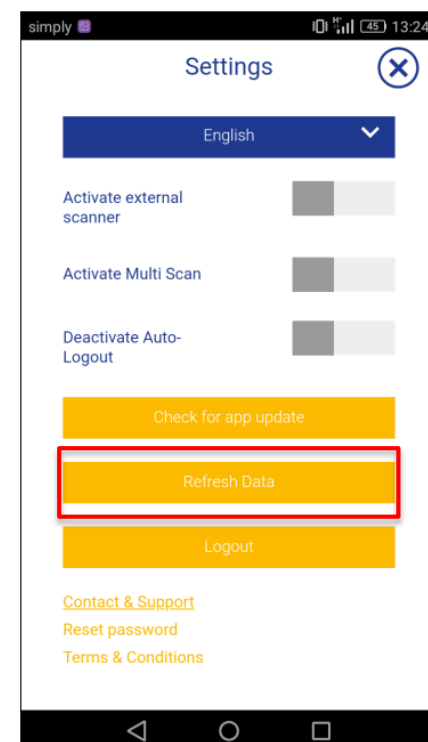 simply 45 13:24
Settings
English
Activate external
scanner
Activate Multi Scan
Deactivate Auto-
Logout
Check for app update
Refresh Data
Logout
Contact & Support
Reset password
Terms & Conditions